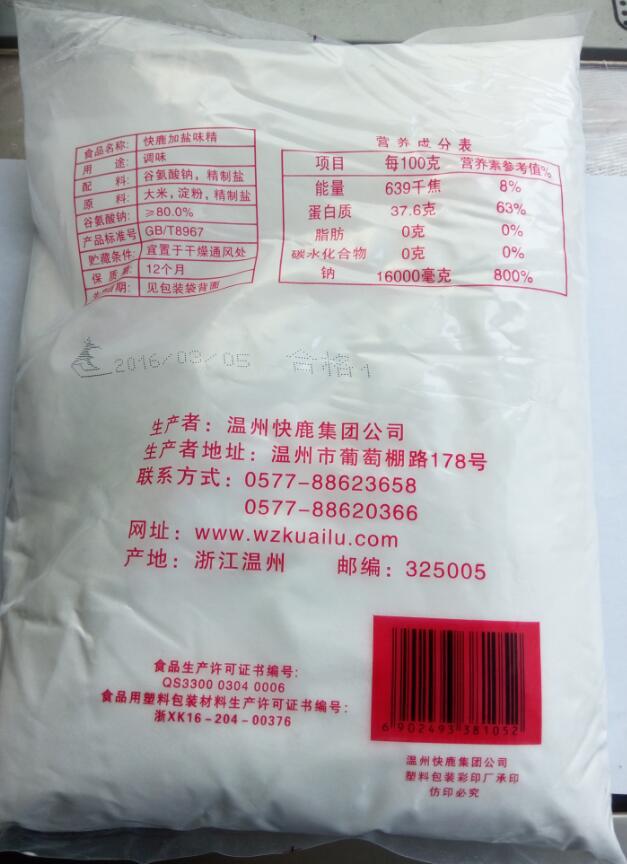 食品名称: 快鹿加盐味精
用 途: 调味
配 料: 谷氨酸钠，精制盐
原 料: 大米，淀粉，精制盐
谷氨酸钠: ≥80.0%
产品标准号 GB/T8967
贮藏条件: 宜置于干燥通风处
保 质 期: 12个月
期: 见包装袋背面
营养成分表
项目 每100克 营养素参考值%
能量 639千焦 8%
蛋白质 37.6克 63%
脂肪 0克 0%
碳水化合物 0克 0%
钠 16000毫克 800%
2016/03/05 合格1
生产者：温州快鹿集团公司
生产者地址：温州市葡萄棚路178号
联系方式：0577-88623658
0577-88620366
网址：www.wzkuailu.com
产地：浙江温州 邮编：325005
食品生产许可证书编号:
QS3300 0304 0006
食品用塑料包装材料生产许可证书编号:
浙XK16-204-00376
6 902493 381052
温州快鹿集团公司
塑料包装彩印厂承印
仿印必究